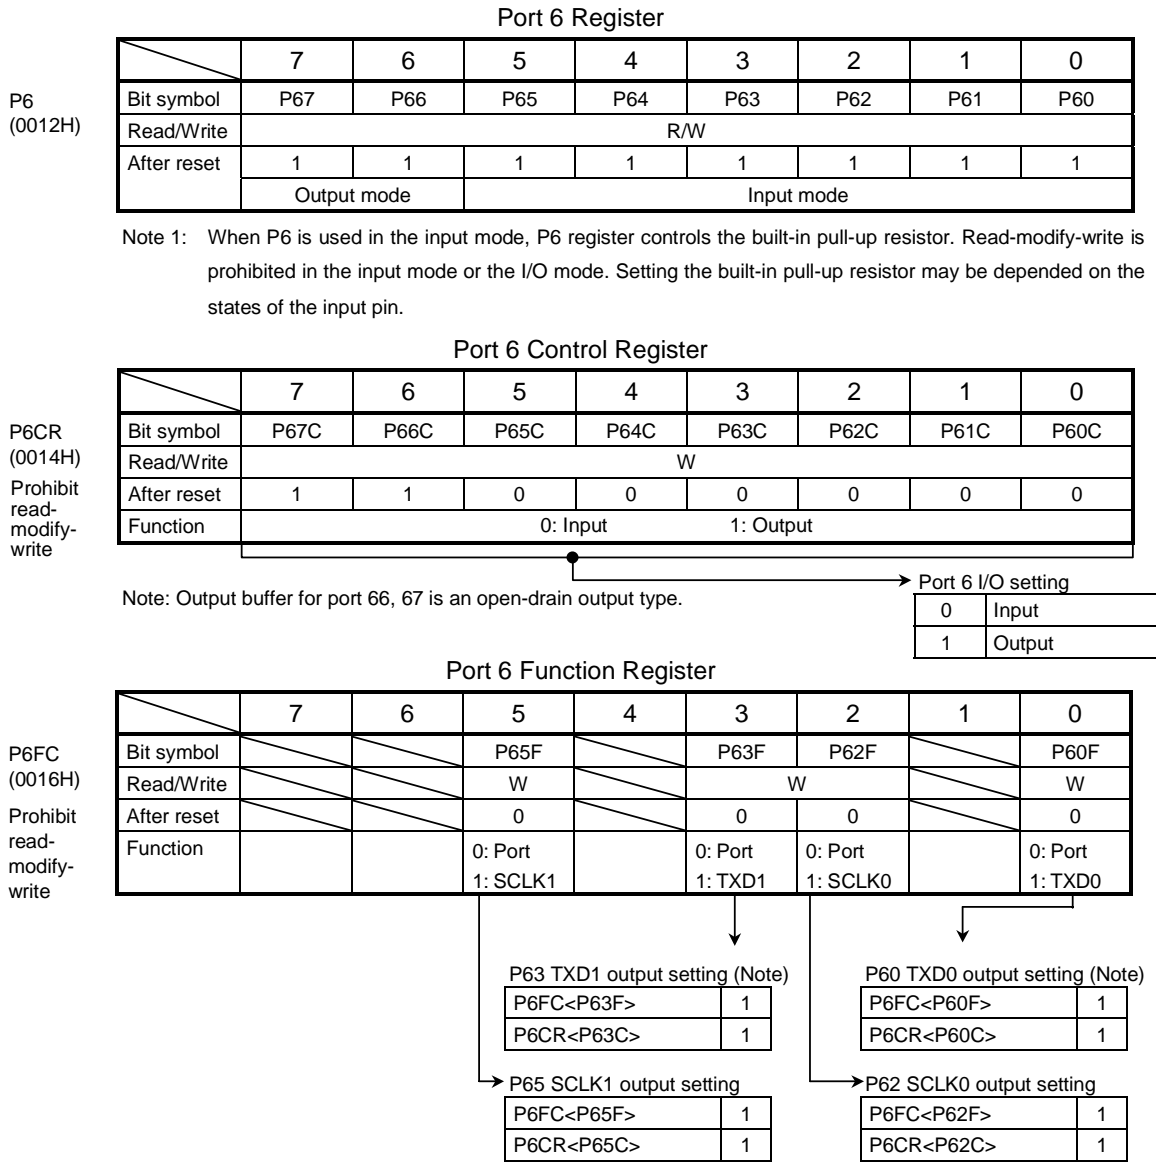 Port 6 Register
7 6 5 4 3 2 1 0
P6
(0012H)
Bit symbol P67 P66 P65 P64 P63 P62 P61 P60
Read/Write R/W
After reset 1 1 1 1 1 1 1 1
Output mode Input mode
Note 1: When P6 is used in the input mode, P6 register controls the built-in pull-up resistor. Read-modify-write is
prohibited in the input mode or the I/O mode. Setting the built-in pull-up resistor may be depended on the
states of the input pin.
Port 6 Control Register
7 6 5 4 3 2 1 0
P6CR
(0014H)
Prohibit
read-
modify-
write
Bit symbol P67C P66C P65C P64C P63C P62C P61C P60C
Read/Write W
After reset 1 1 0 0 0 0 0 0
Function 0: Input 1: Output
Note: Output buffer for port 66, 67 is an open-drain output type.
Port 6 I/O setting
0 Input
1 Output
Port 6 Function Register
7 6 5 4 3 2 1 0
P6FC
(0016H)
Prohibit
read-
modify-
write
Bit symbol P65F P63F P62F P60F
Read/Write W W W
After reset 0 0 0 0
Function 0: Port 0: Port 0: Port 0: Port
1: SCLK1 1: TXD1 1: SCLK0 1: TXD0
P63 TXD1 output setting (Note)
P6FC<P63F> 1
P6CR<P63C> 1
P60 TXD0 output setting (Note)
P6FC<P60F> 1
P6CR<P60C> 1
P65 SCLK1 output setting
P6FC<P65F> 1
P6CR<P65C> 1
P62 SCLK0 output setting
P6FC<P62F> 1
P6CR<P62C> 1